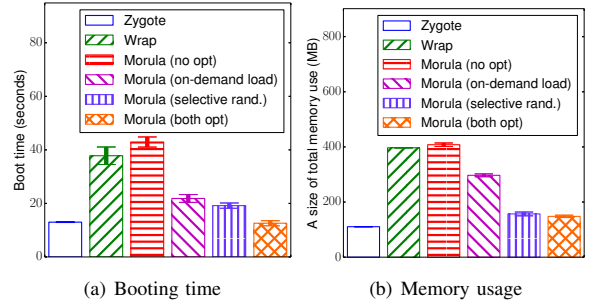 Boot time (seconds)
80
60
40
20
0
Zygote
Wrap
Morula (no opt)
Morula (on-demand load)
Morula (selective rand.)
Morula (both opt)
(a) Booting time
A size of total memory use (MB)
800
600
400
200
0
Zygote
Wrap
Morula (no opt)
Morula (on-demand load)
Morula (selective rand.)
Morula (both opt)
(b) Memory usage